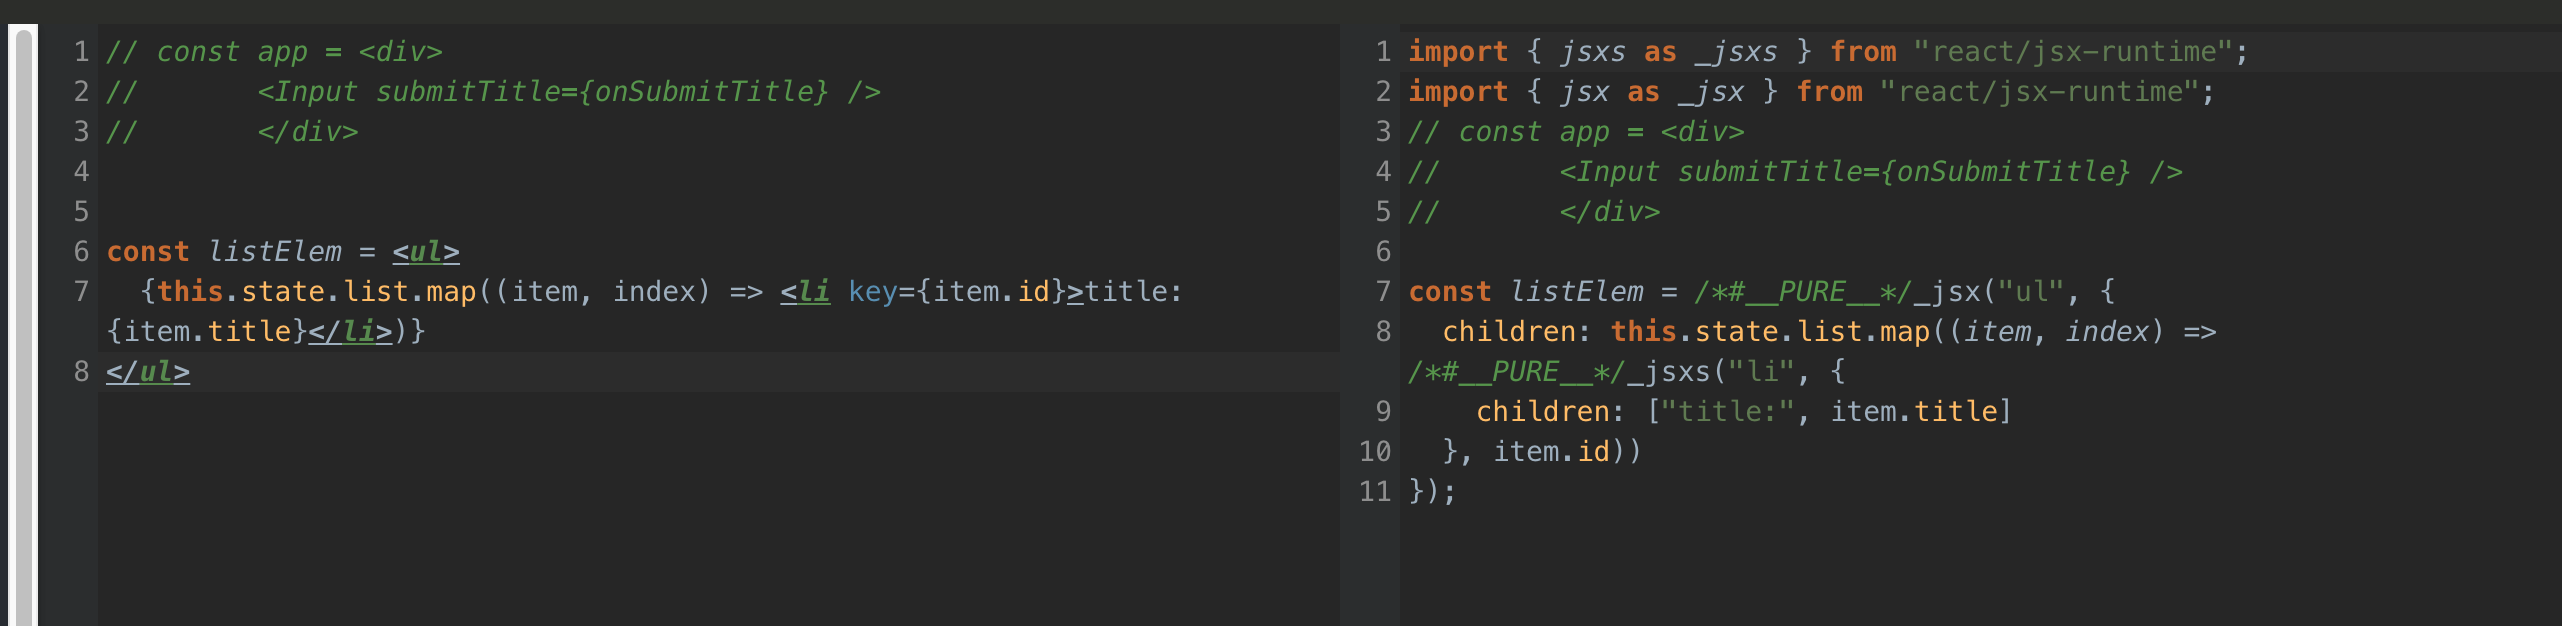 1 // const app = <div>
2 //       <Input submitTitle={onSubmitTitle} />
3 //       </div>
4
5
6 const listElem = <ul>
7   {this.state.list.map((item, index) => <li key={item.id}>title:
{item.title}</li>)}
8 </ul>
1 import { jsxs as _jsxs } from "react/jsx-runtime";
2 import { jsx as _jsx } from "react/jsx-runtime";
3 // const app = <div>
4 //       <Input submitTitle={onSubmitTitle} />
5 //       </div>
6
7 const listElem = /*#__PURE__*/_jsx("ul", {
8   children: this.state.list.map((item, index) =>
/*#__PURE__*/_jsxs("li", {
9     children: ["title:", item.title]
10   }, item.id))
11 });